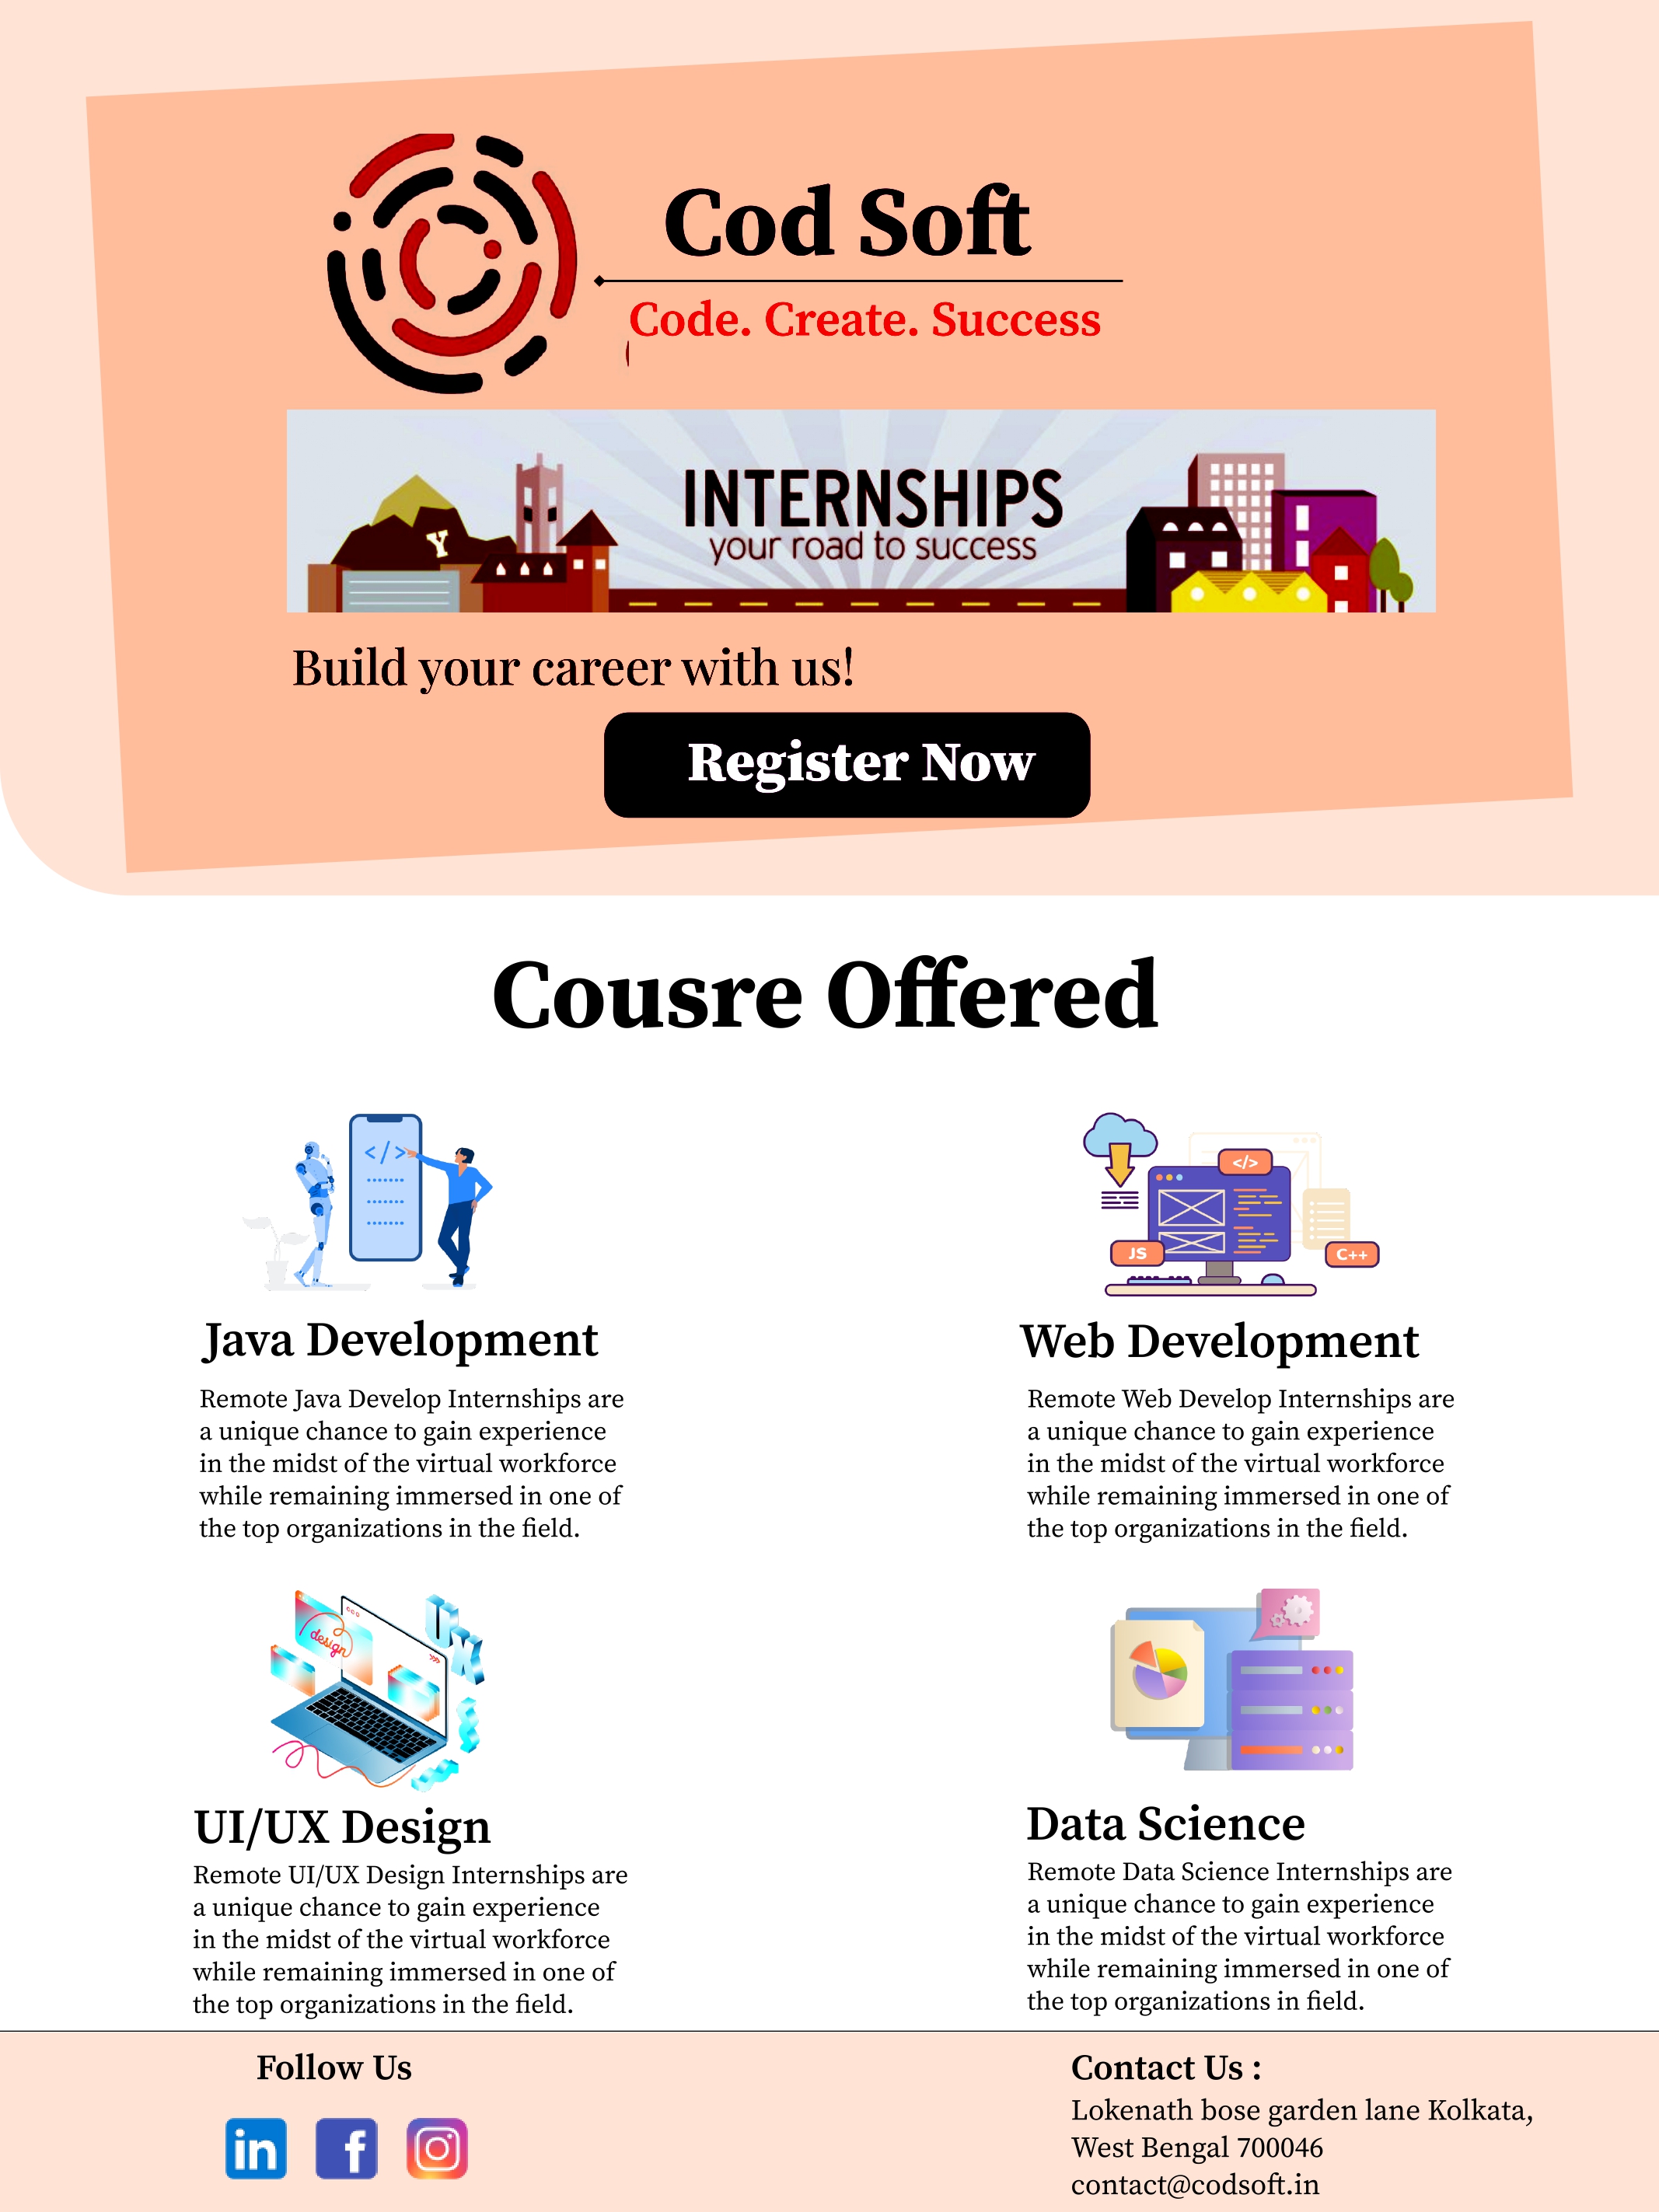 Cod Soft
Code. Create. Success
INTERNSHIPS
your road to success
Y
Build your career with us!
Register Now
Cousre Offered
</>
</>
JS
C++
Java Development
Web Development
Remote Java Develop Internships are
a unique chance to gain experience
in the midst of the virtual workforce
while remaining immersed in one of
the top organizations in the field.
Remote Web Develop Internships are
a unique chance to gain experience
in the midst of the virtual workforce
while remaining immersed in one of
the top organizations in the field.
design
UX
UI/UX Design
Data Science
Remote UI/UX Design Internships are
a unique chance to gain experience
in the midst of the virtual workforce
while remaining immersed in one of
the top organizations in the field.
Remote Data Science Internships are
a unique chance to gain experience
in the midst of the virtual workforce
while remaining immersed in one of
the top organizations in field.
Follow Us
in
f
Contact Us :
Lokenath bose garden lane Kolkata,
West Bengal 700046
contact@codsoft.in